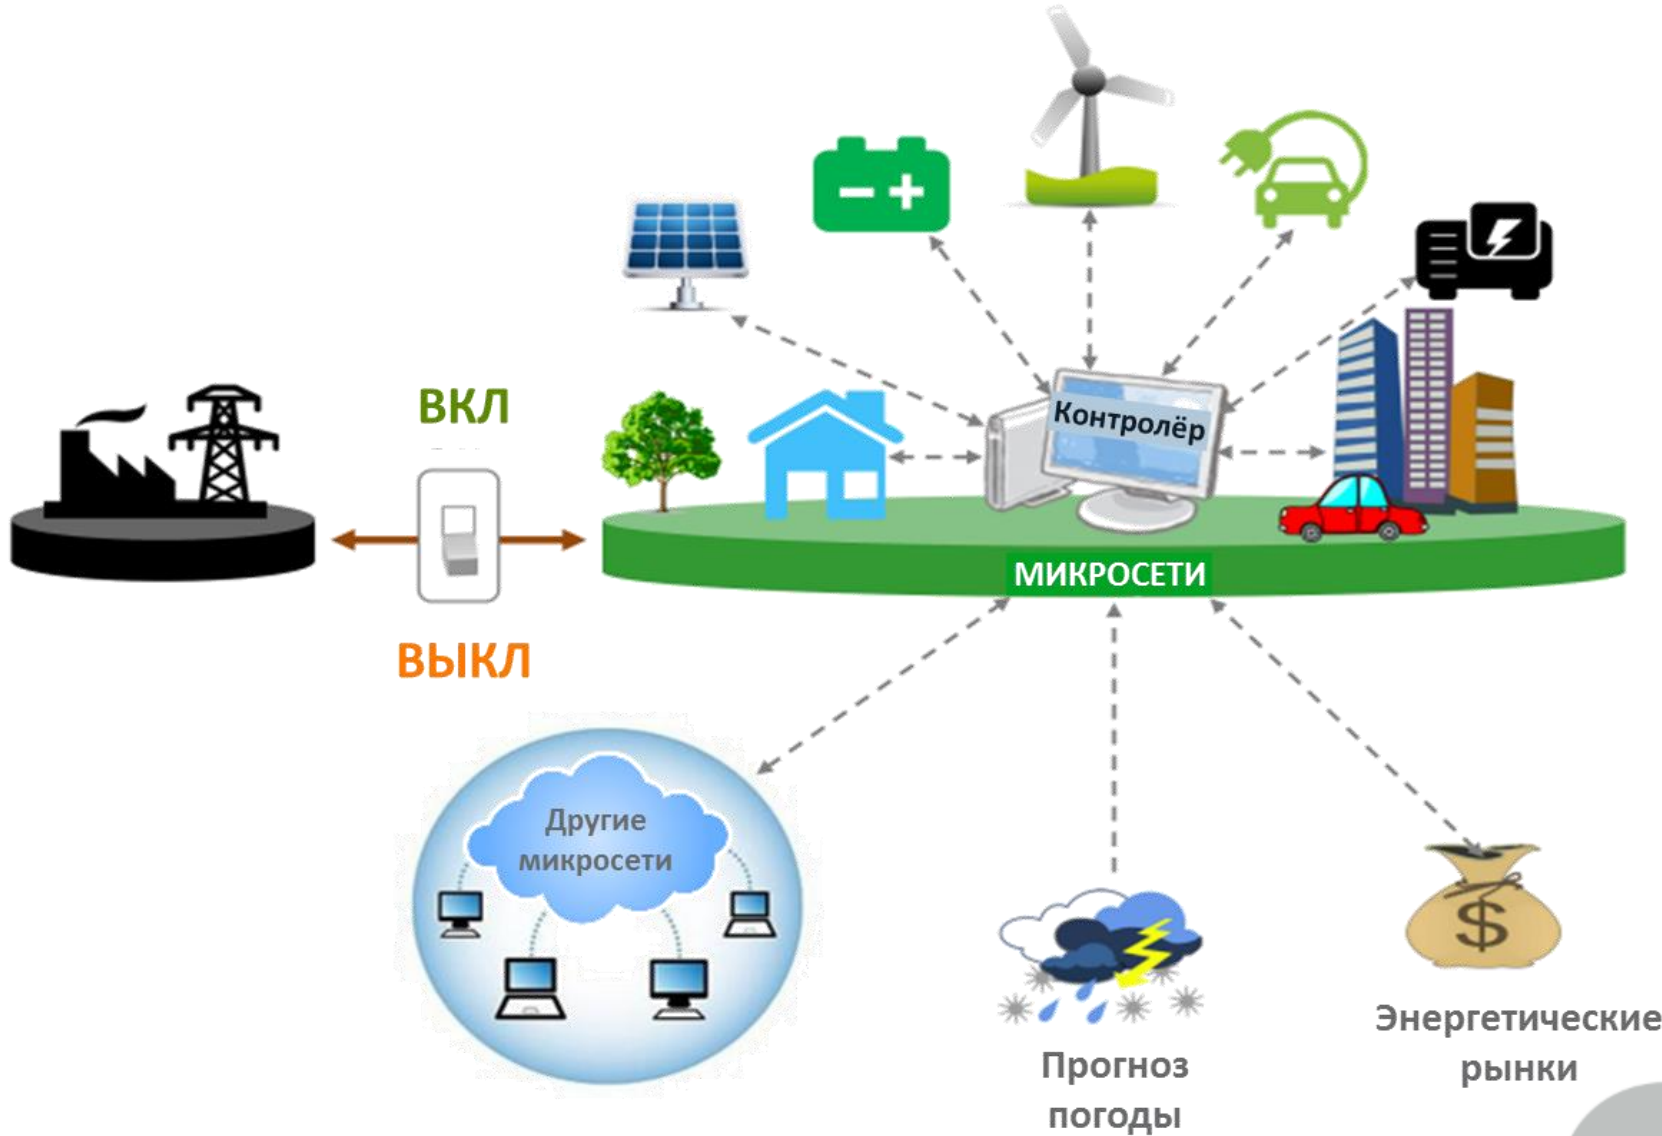 ВКЛ
Контролёр
МИКРОСЕТИ
ВЫКЛ
Другие
микросети
$
Энергетические
рынки
Прогноз
погоды